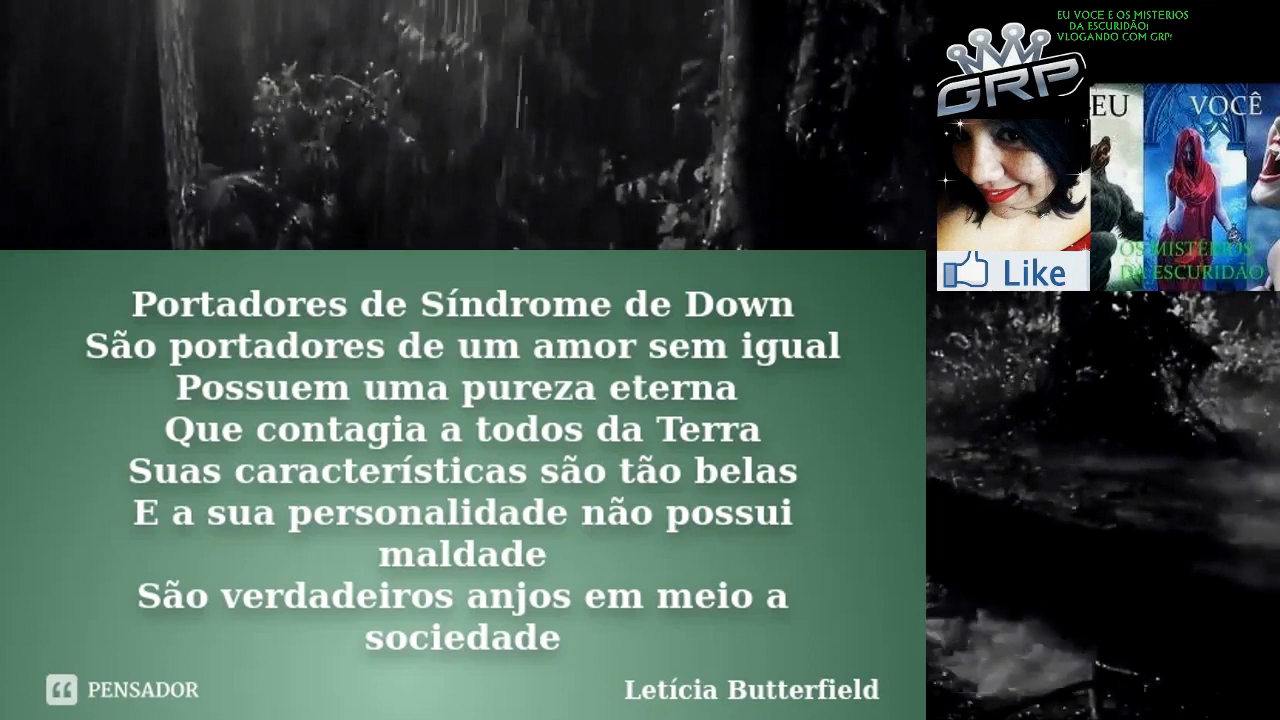 EU VOCE E OS MISTERIOS
DA ESCURIDÃO!
VLOGANDO COM GRP!
GRP
EU
VOCÊ
OS MISTÉRIOS
DA ESCURIDÃO
Like
Portadores de Síndrome de Down
São portadores de um amor sem igual
Possuem uma pureza eterna
Que contagia a todos da Terra
Suas características são tão belas
E a sua personalidade não possui
maldade
São verdadeiros anjos em meio a
sociedade
PENSADOR
Letícia Butterfield